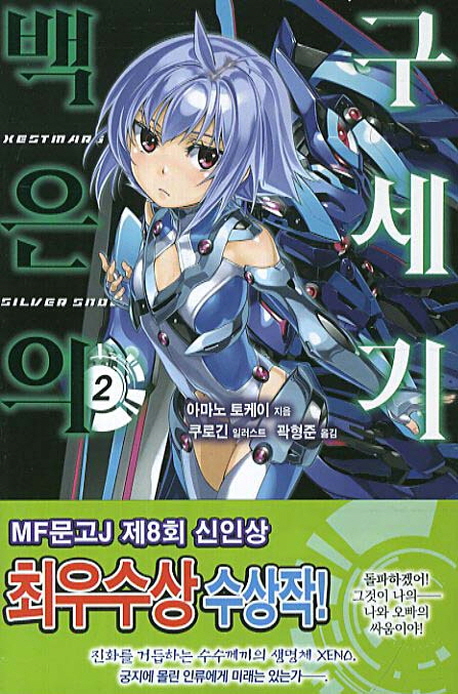 백은의
구세기
XESTMARG
SILVER SNO
2
아마노 토케이 지음
쿠로긴 일러스트 곽형준 옮김
MF문고J 제8회 신인상
최우수상 수상작!
돌파하겠어!
그것이 나의──
나와 오빠의
싸움이야!
진화를 거듭하는 수수께끼의 생명체 XENO.
궁지에 몰린 인류에게 미래는 있는가──.